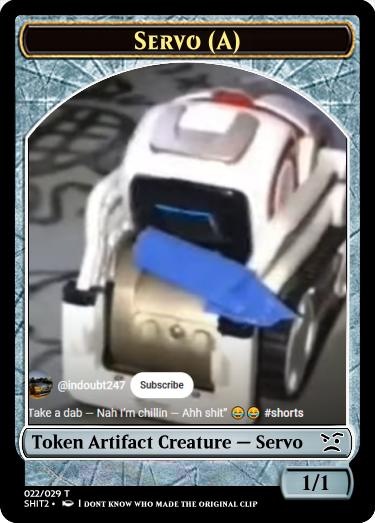 Servo (A)
@indoubt247 Subscribe
Take a dab — Nah I'm chillin — Ahh shit" 😂😂 #shorts
Token Artifact Creature — Servo
1/1
022/029 T
SHIT2 • I dont know who made the original clip